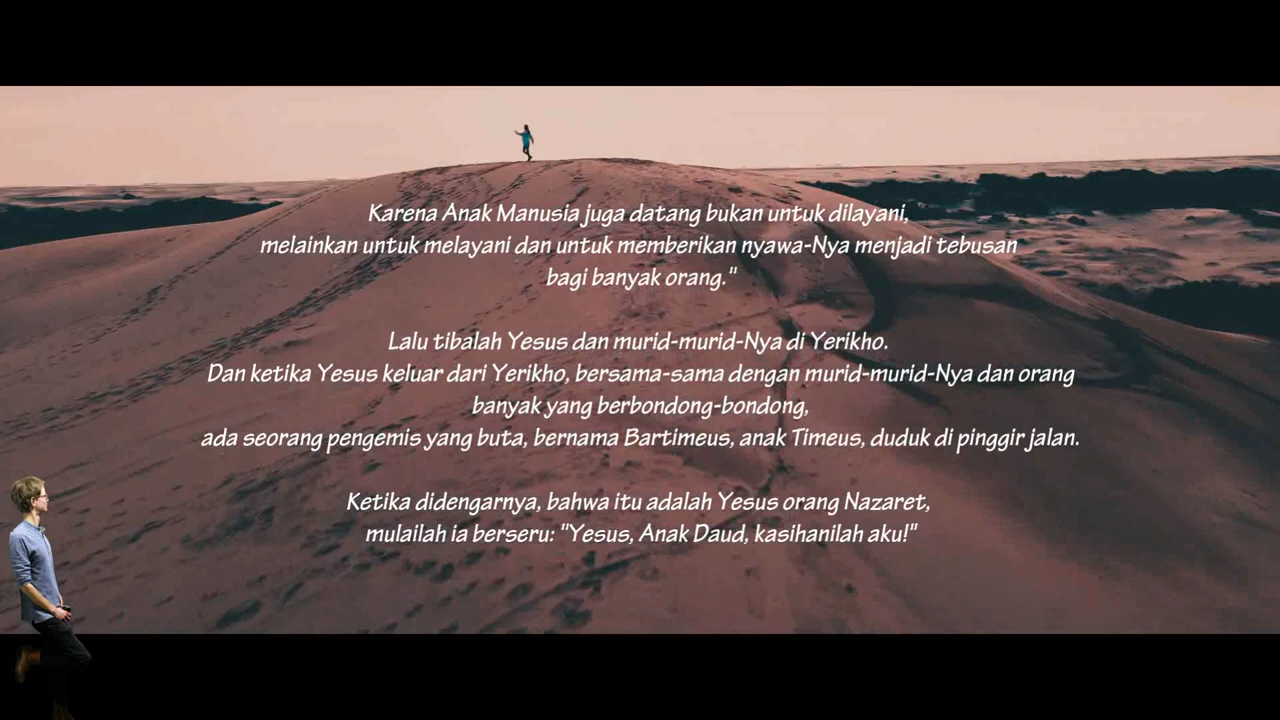 Karena Anak Manusia juga datang bukan untuk dilayani,
melainkan untuk melayani dan untuk memberikan nyawa-Nya menjadi tebusan
bagi banyak orang."
Lalu tibalah Yesus dan murid-murid-Nya di Yerikho.
Dan ketika Yesus keluar dari Yerikho, bersama-sama dengan murid-murid-Nya dan orang
banyak yang berbondong-bondong,
ada seorang pengemis yang buta, bernama Bartimeus, anak Timeus, duduk di pinggir jalan.
Ketika didengarnya, bahwa itu adalah Yesus orang Nazaret,
mulailah ia berseru: "Yesus, Anak Daud, kasihanilah aku!"